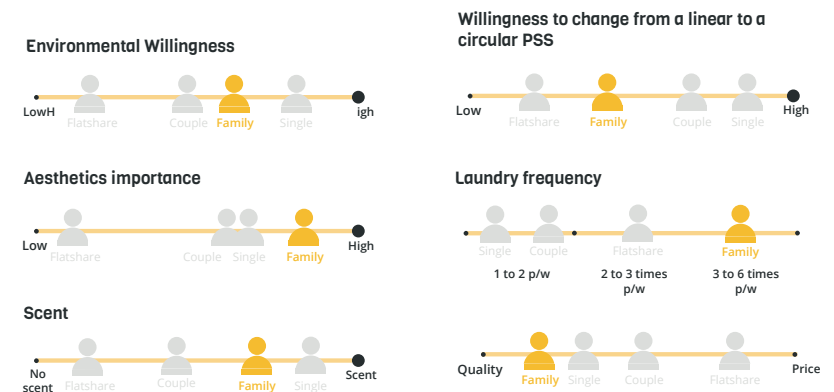 Environmental Willingness
LowH
igh
Flatshare
Couple
Family
Single
Willingness to change from a linear to a
circular PSS
Low
High
Flatshare
Family
Couple
Single
Aesthetics importance
Low
High
Flatshare
Couple
Single
Family
Laundry frequency
Single
Couple
Flatshare
Family
1 to 2 p/w
2 to 3 times
p/w
3 to 6 times
p/w
Scent
No
scent
Scent
Flatshare
Couple
Family
Single
Quality
Price
Family
Single
Couple
Flatshare